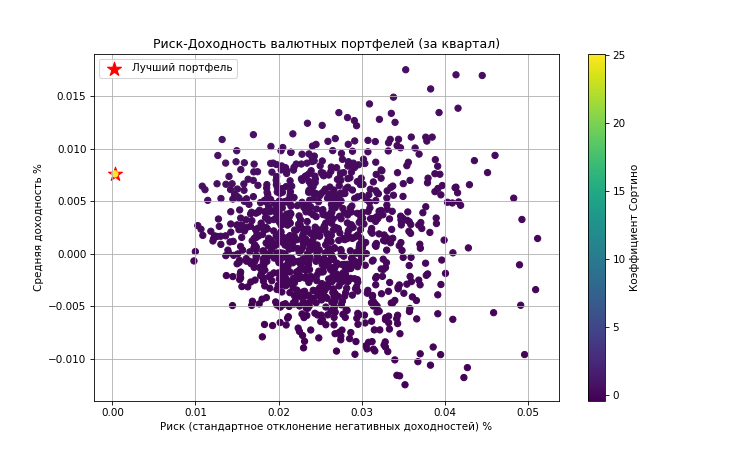 Риск-Доходность валютных портфелей (за квартал)
Лучший портфель
Средняя доходность %
0.015
0.010
0.005
0.000
−0.005
−0.010
0.00 0.01 0.02 0.03 0.04 0.05
Риск (стандартное отклонение негативных доходностей) %
25
20
15
10
5
0
Коэффициент Сортино